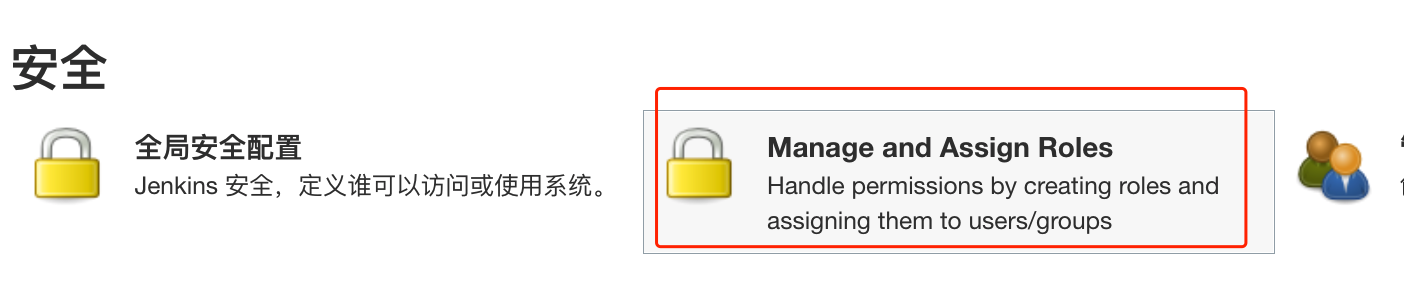 安全
全局安全配置
Jenkins 安全，定义谁可以访问或使用系统。
Manage and Assign Roles
Handle permissions by creating roles and
assigning them to users/groups